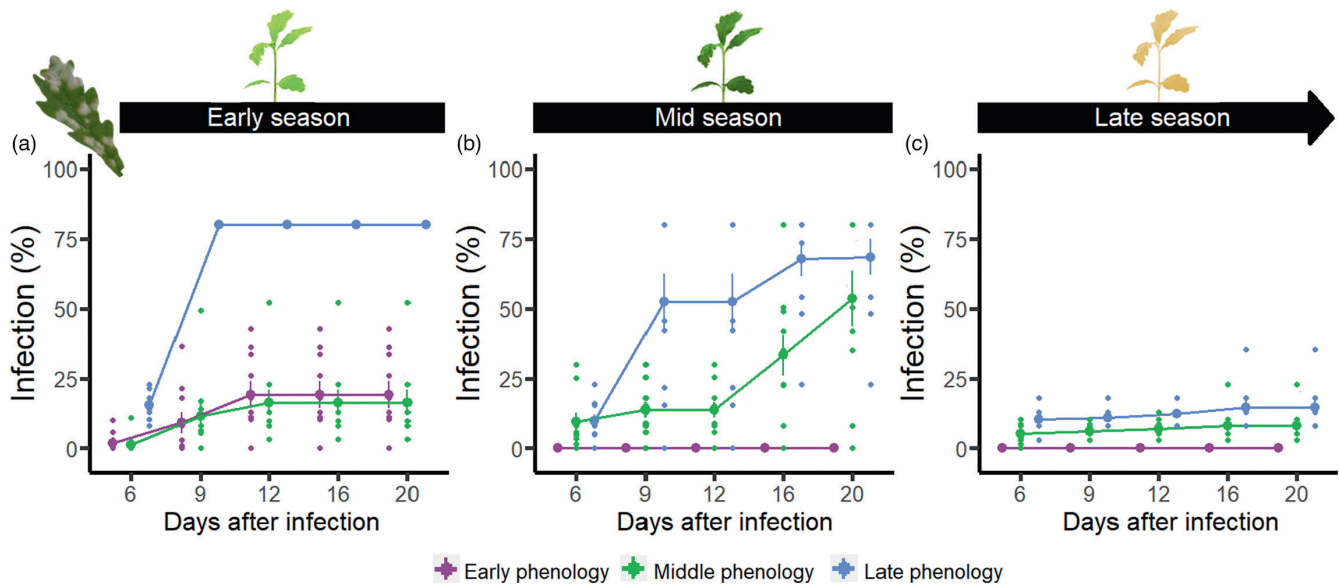 Early season
Mid season
Late season
(a)
(b)
(c)
Infection (%)
100
75
50
25
0
6
9
12
16
20
Days after infection
Infection (%)
100
75
50
25
0
6
9
12
16
20
Days after infection
Infection (%)
100
75
50
25
0
6
9
12
16
20
Days after infection
Early phenology Middle phenology Late phenology